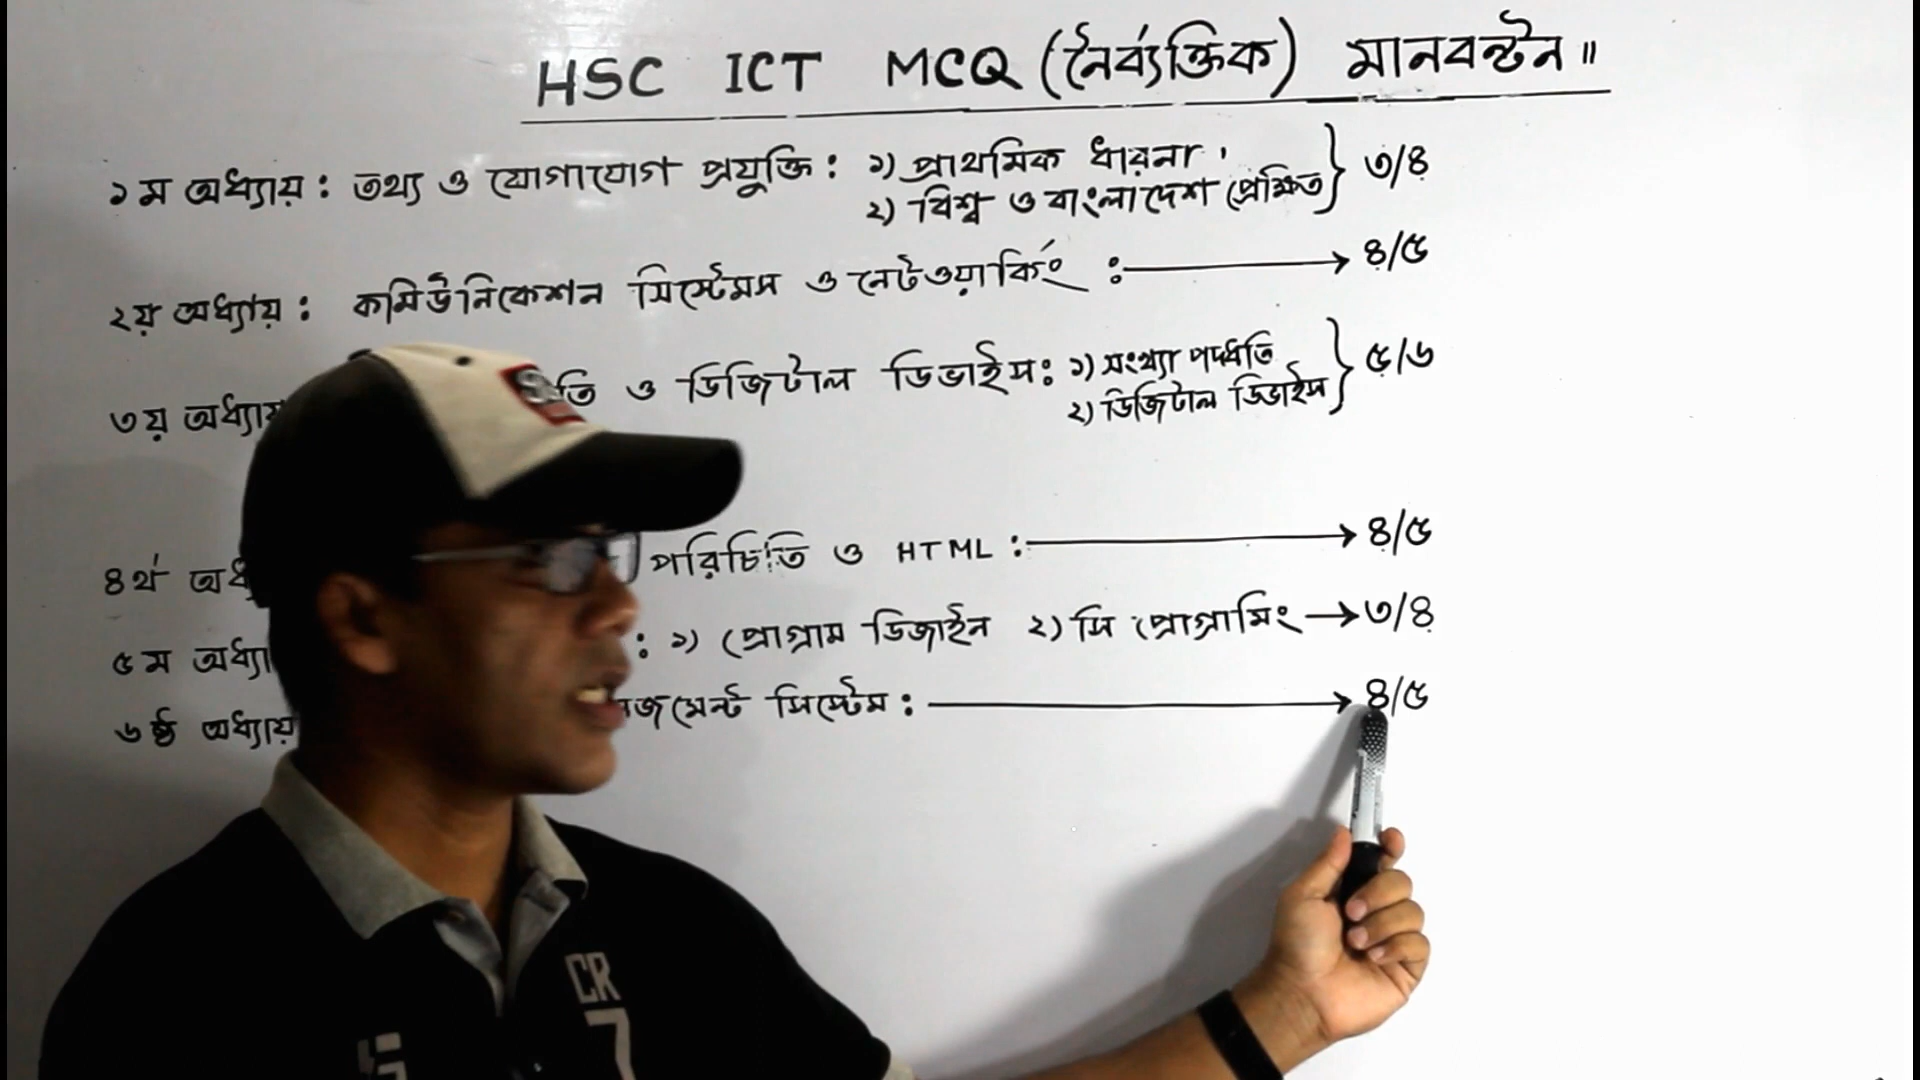 HSC ICT MCQ (নৈর্ব্যক্তিক) মানবন্টন॥
১ম অধ্যায় : তথ্য ও যোগাযোগ প্রযুক্তি : ১) প্রাথমিক ধারনা , } ৩/৪
২) বিশ্ব ও বাংলাদেশ প্রেক্ষিত
২য় অধ্যায় : কমিউনিকেশন সিস্টেমস ও নেটওয়ার্কিং : → ৪/৫
৩য় অধ্যায় তি ও ডিজিটাল ডিভাইস: ১) সংখ্যা পদ্ধতি } ৫/৬
২) ডিজিটাল ডিভাইস
৪র্থ অধ পরিচিতি ও HTML : → ৪/৫
৫ম অধ্যা : ১) প্রোগ্রাম ডিজাইন ২) সি প্রোগ্রামিং → ৩/৪
৬ষ্ঠ অধ্যায় নেজমেন্ট সিস্টেম : → ৪/৫
CR
7